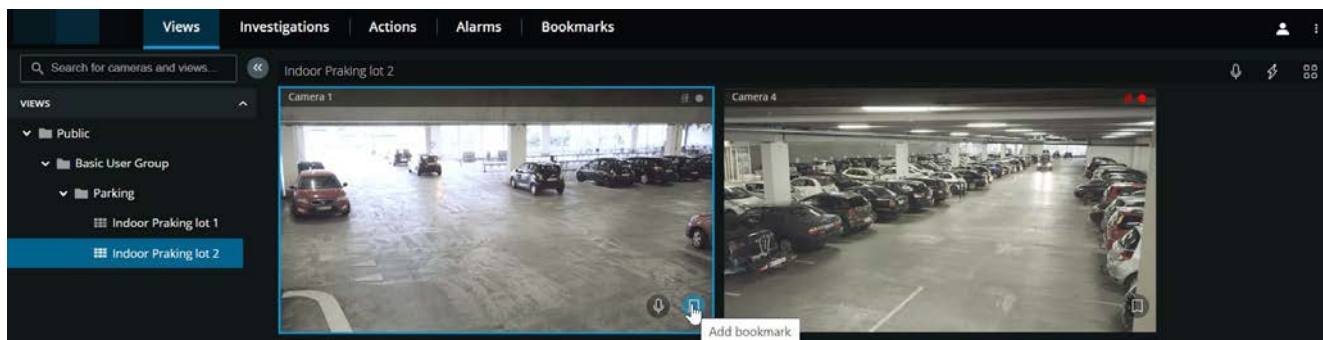 Views Investigations Actions Alarms Bookmarks
Search for cameras and views...
Indoor Praking lot 2
VIEWS
Camera 1
Camera 4
Public
Basic User Group
Parking
Indoor Praking lot 1
Indoor Praking lot 2
Add bookmark